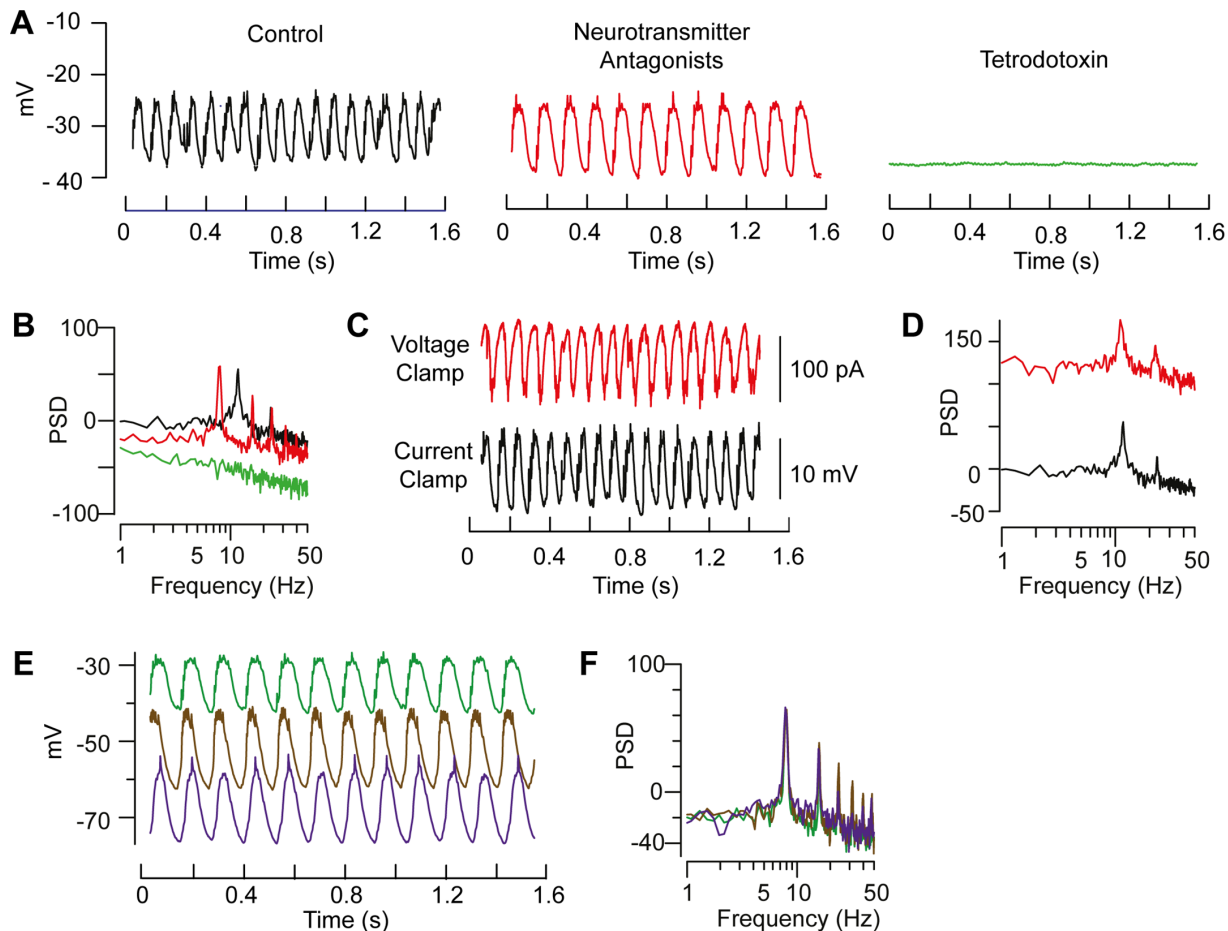 A
Control
Neurotransmitter
Antagonists
Tetrodotoxin
mV
-10
-20
-30
- 40
0 0.4 0.8 1.2 1.6
Time (s)
0 0.4 0.8 1.2 1.6
Time (s)
0 0.4 0.8 1.2 1.6
Time (s)
B
PSD
100
0
-100
1 5 10 50
Frequency (Hz)
C
Voltage
Clamp
100 pA
Current
Clamp
10 mV
0 0.4 0.8 1.2 1.6
Time (s)
D
PSD
150
0
-50
1 5 10 50
Frequency (Hz)
E
mV
-30
-50
-70
0 0.4 0.8 1.2 1.6
Time (s)
F
PSD
100
0
-40
1 5 10 50
Frequency (Hz)